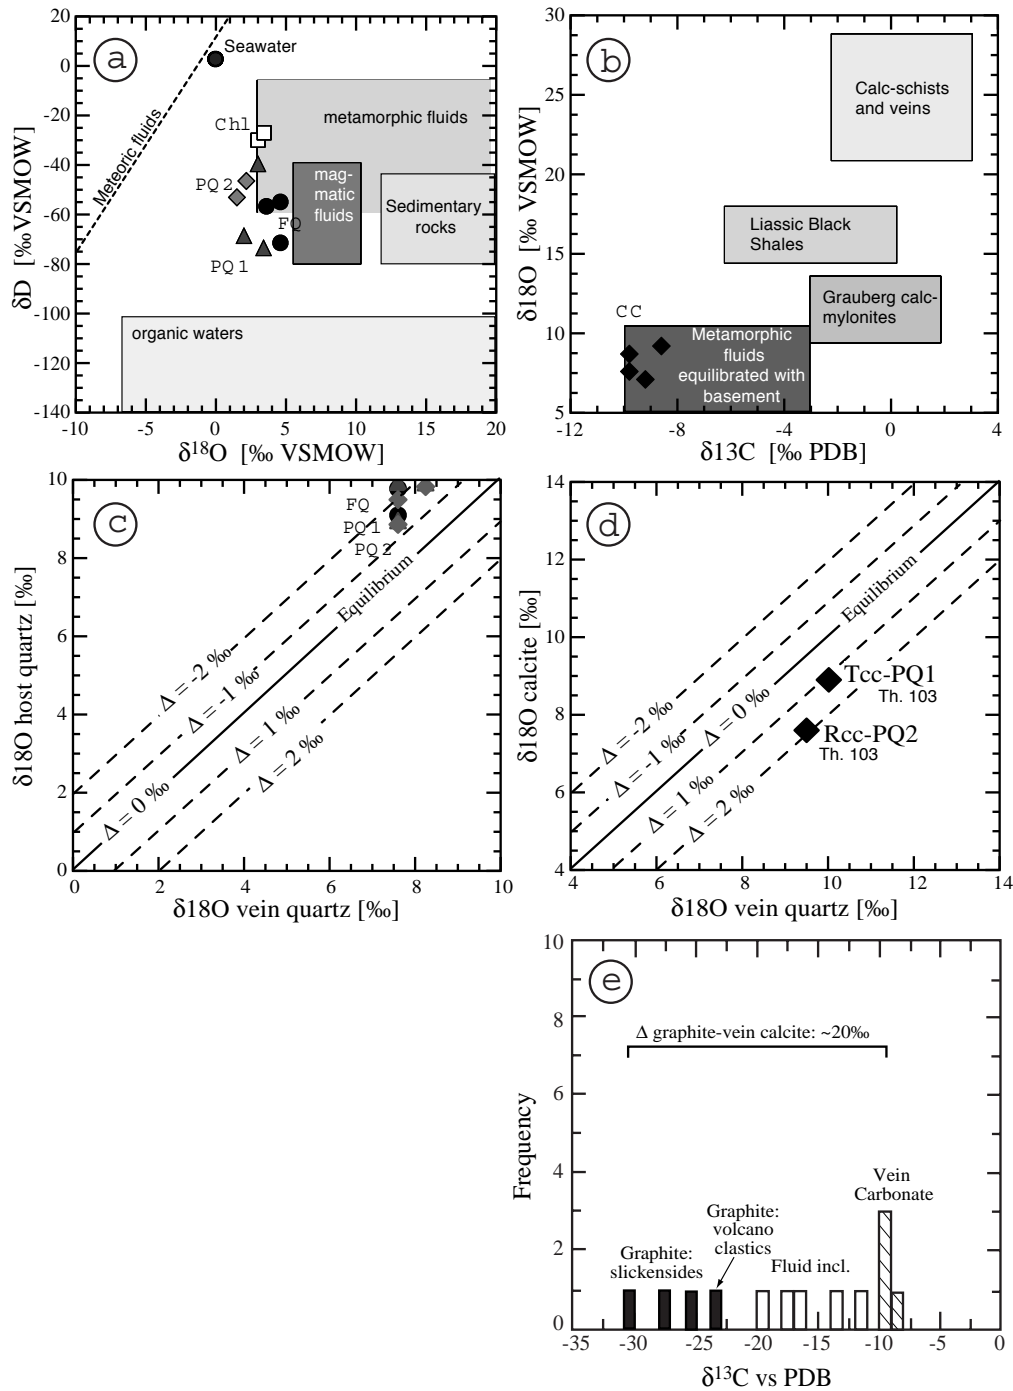 a
20
0
-20
-40
-60
-80
-100
-120
-140
δD [‰ VSMOW]
Seawater
Meteoric fluids
Chl
metamorphic fluids
PQ2
mag-
matic
fluids
FQ
Sedimentary
rocks
PQ1
organic waters
-10
-5
0
5
10
15
20
δ18O [‰ VSMOW]
b
30
25
20
15
10
5
δ18O [‰ VSMOW]
Calc-schists
and veins
Liassic Black
Shales
Grauberg calc-
mylonites
CC
Metamorphic
fluids
equilibrated with
basement
-12
-8
-4
0
4
δ13C [‰ PDB]
c
10
8
6
4
2
0
δ18O host quartz [‰]
FQ
PQ1
PQ2
Equilibrium
Δ = -2 ‰
Δ = -1 ‰
Δ = 0 ‰
Δ = 1 ‰
Δ = 2 ‰
0
2
4
6
8
10
δ18O vein quartz [‰]
d
14
12
10
8
6
4
δ18O calcite [‰]
Equilibrium
Δ = -2 ‰
Δ = -1 ‰
Δ = 0 ‰
Δ = 1 ‰
Δ = 2 ‰
Tcc-PQ1
Th. 103
Rcc-PQ2
Th. 103
4
6
8
10
12
14
δ18O vein quartz [‰]
e
10
8
6
4
2
0
Frequency
Δ graphite-vein calcite: ~20‰
Vein
Carbonate
Graphite:
volcano
clastics
Graphite:
slickensides
Fluid incl.
-35
-30
-25
-20
-15
-10
-5
0
δ13C vs PDB